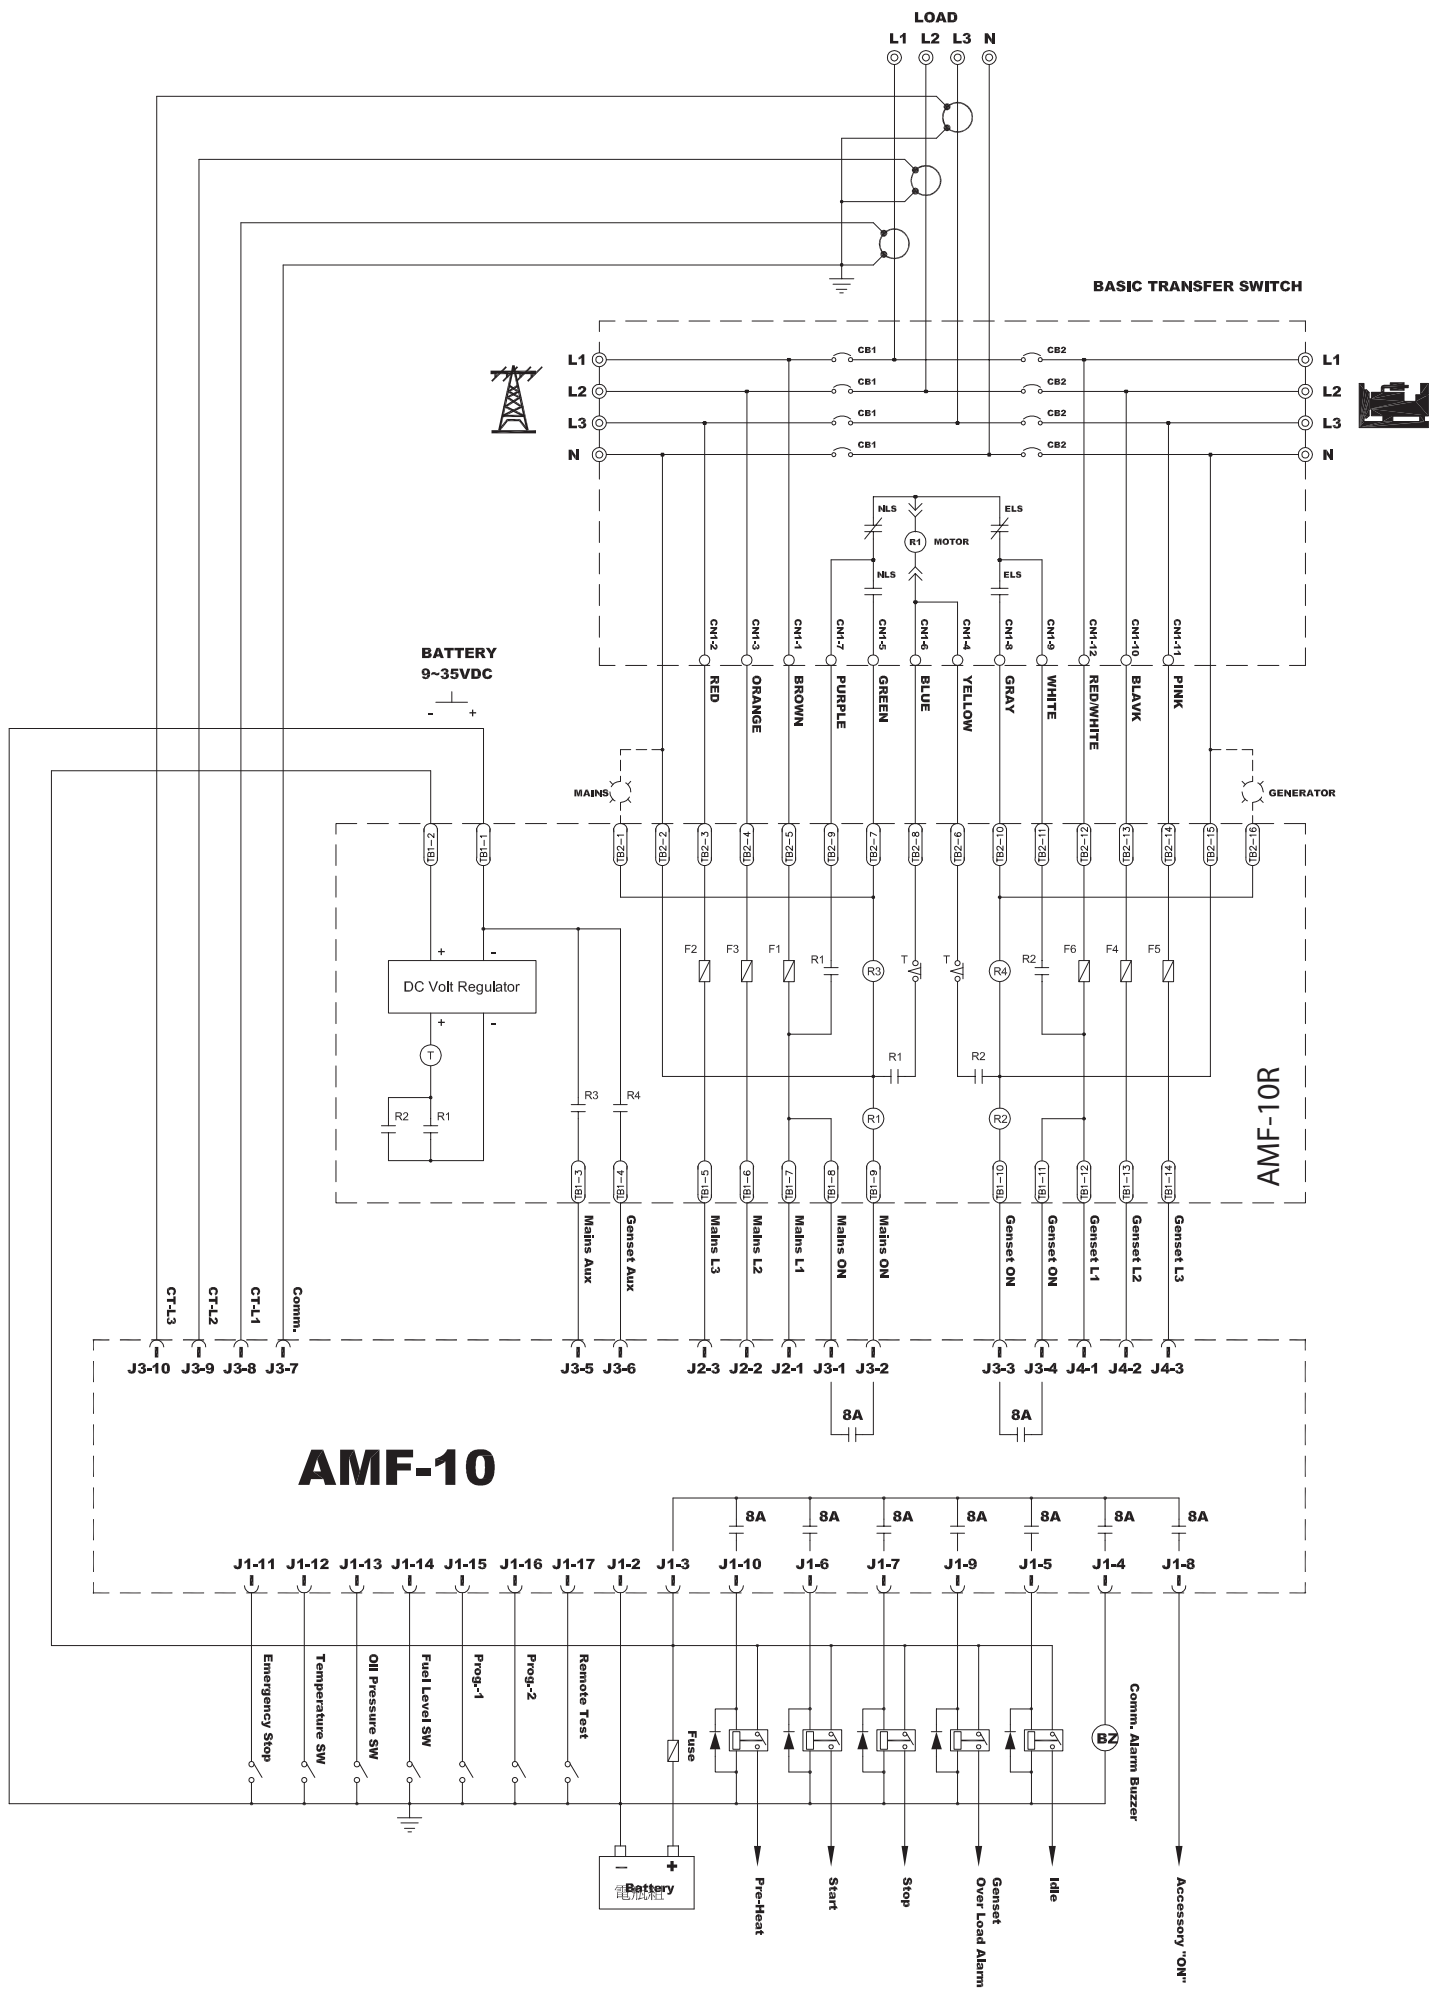 LOAD
L1 L2 L3 N
BASIC TRANSFER SWITCH
L1 CB1 CB2 L1
L2 CB1 CB2 L2
L3 CB1 CB2 L3
N CB1 CB2 N
NLS ELS
R1 MOTOR
NLS ELS
CN1-2 CN1-3 CN1-1 CN1-7 CN1-5 CN1-6 CN1-4 CN1-8 CN1-9 CN1-12 CN1-10 CN1-11
BATTERY
9~35VDC
- +
RED ORANGE BROWN PURPLE GREEN BLUE YELLOW GRAY WHITE RED/WHITE BLAVK PINK
MAINS GENERATOR
TB1-2 TB1-1 TB2-1 TB2-2 TB2-3 TB2-4 TB2-5 TB2-9 TB2-7 TB2-8 TB2-6 TB2-10 TB2-11 TB2-12 TB2-13 TB2-14 TB2-15 TB2-16
+ - F2 F3 F1 R1 R3 T T R4 R2 F6 F4 F5
DC Volt Regulator
+ -
T R1 R2
R3 R4
R2 R1 R1 R2
AMF-10R
TB1-3 TB1-4 TB1-5 TB1-6 TB1-7 TB1-8 TB1-9 TB1-10 TB1-11 TB1-12 TB1-13 TB1-14
Mains Aux Genset Aux Mains L3 Mains L2 Mains L1 Mains ON Mains ON Genset ON Genset ON Genset L1 Genset L2 Genset L3
CT-L3 CT-L2 CT-L1 Comm.
J3-10 J3-9 J3-8 J3-7 J3-5 J3-6 J2-3 J2-2 J2-1 J3-1 J3-2 J3-3 J3-4 J4-1 J4-2 J4-3
8A 8A
AMF-10
8A 8A 8A 8A 8A 8A 8A
J1-11 J1-12 J1-13 J1-14 J1-15 J1-16 J1-17 J1-2 J1-3 J1-10 J1-6 J1-7 J1-9 J1-5 J1-4 J1-8
Emergency Stop
Temperature SW
Oil Pressure SW
Fuel Level SW
Prog.-1
Prog.-2
Remote Test
Fuse
BZ
Comm. Alarm Buzzer
- +
Battery
電瓶組
Pre-Heat
Start
Stop
Genset
Over Load Alarm
Idle
Accessory "ON"